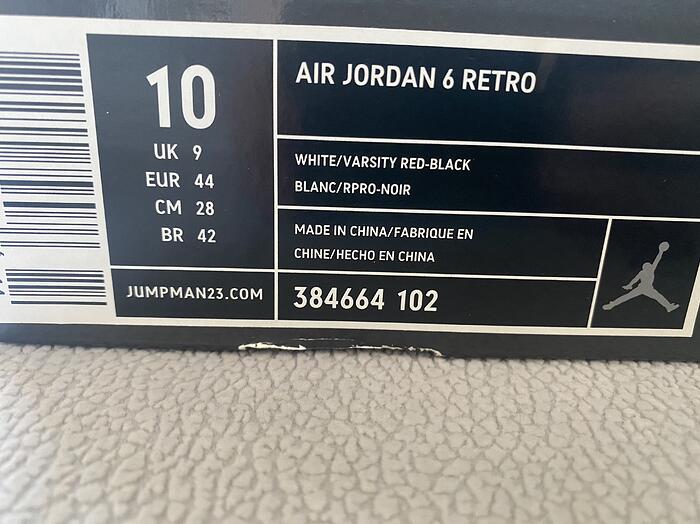 10
UK 9
EUR 44
CM 28
BR 42
JUMPMAN23.COM
AIR JORDAN 6 RETRO
WHITE/VARSITY RED-BLACK
BLANC/RPRO-NOIR
MADE IN CHINA/FABRIQUE EN
CHINE/HECHO EN CHINA
384664 102